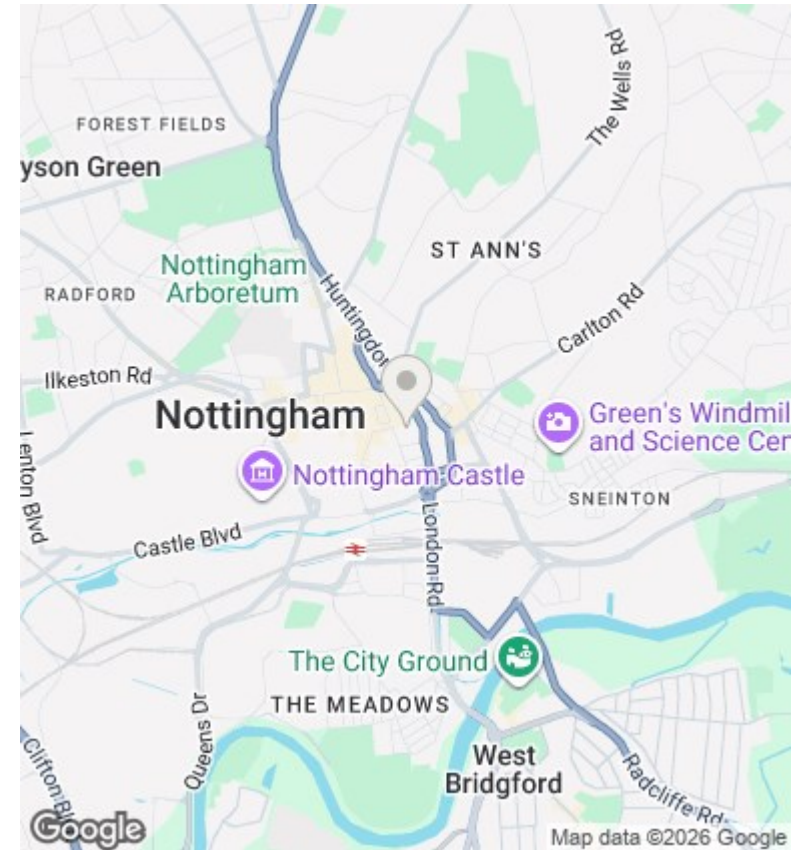 FOREST FIELDS
yson Green
The Wells Rd
ST ANN'S
Nottingham
Arboretum
RADFORD
Huntingdo
Carlton Rd
Ilkeston Rd
Nottingham
Green's Windmil
and Science Cen
Nottingham Castle
SNEINTON
Lenton Blvd
London Rd
Castle Blvd
The City Ground
THE MEADOWS
Queens Dr
West
Bridgford
Clifton Bl
Radcliffe Rd
Google
Map data ©2026 Google